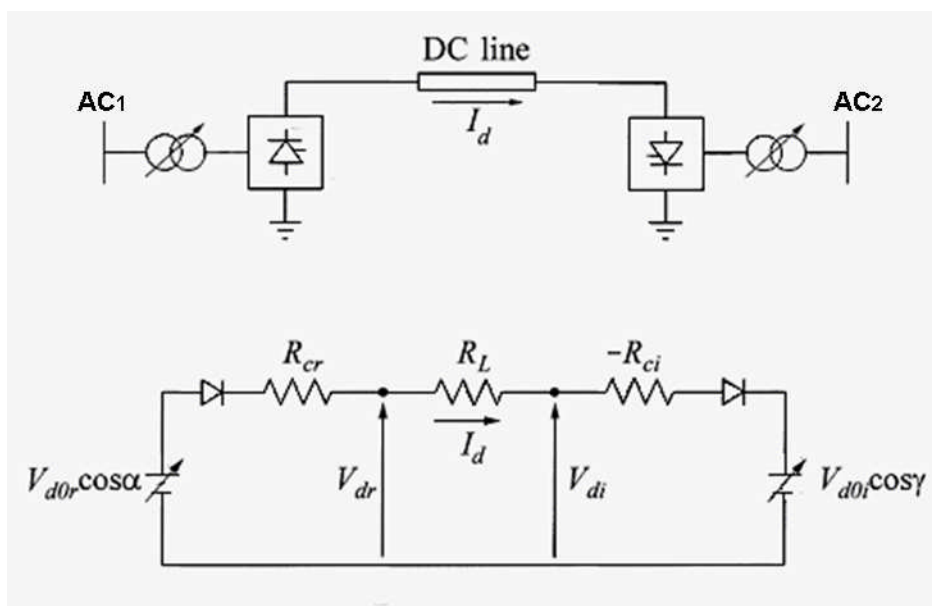 DC line
AC1
AC2
Id
Rcr
RL
-Rci
Id
Vd0rcosα
Vdr
Vdi
Vd0icosγ